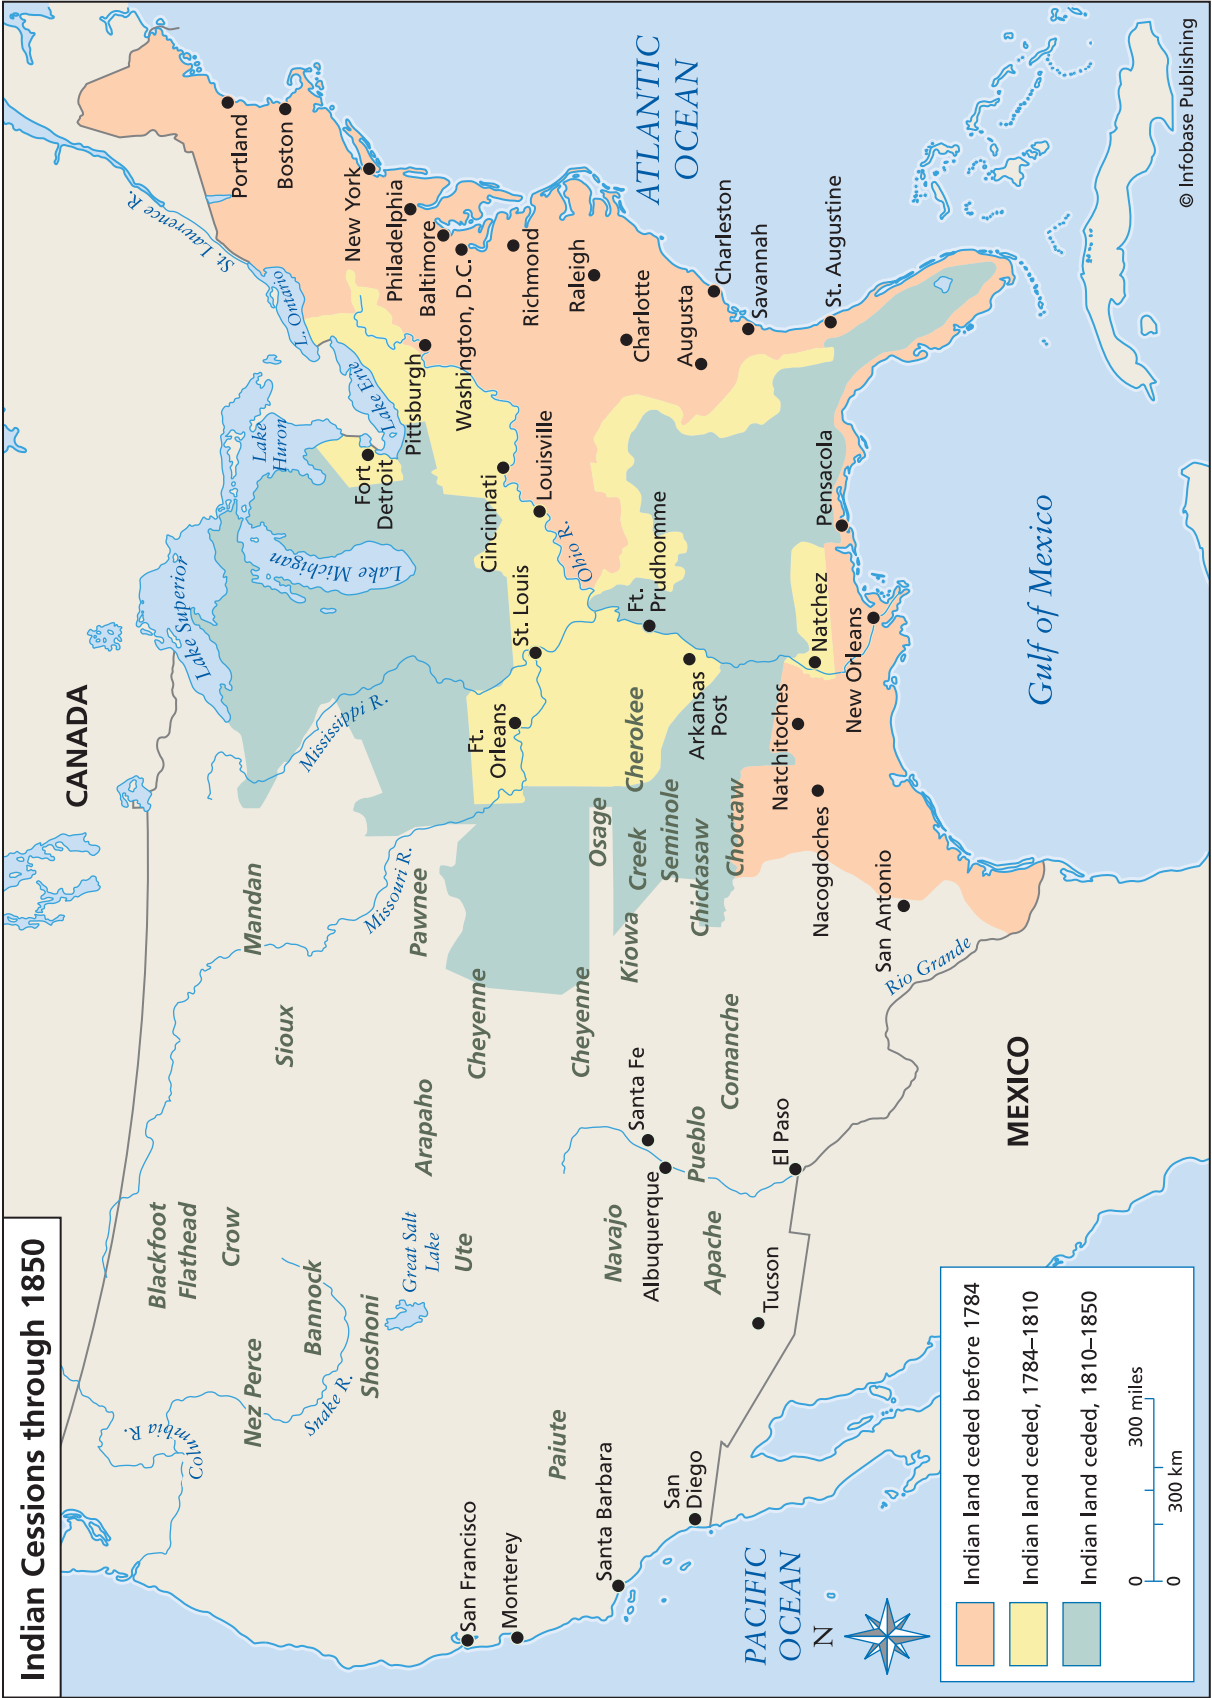 Indian Cessions through 1850
CANADA
MEXICO
ATLANTIC
OCEAN
PACIFIC
OCEAN
Gulf of Mexico
Columbia R.
Snake R.
Great Salt
Lake
Missouri R.
Mississippi R.
Lake Superior
Lake Michigan
Lake
Huron
Lake Erie
L. Ontario
St. Lawrence R.
Ohio R.
Rio Grande
Blackfoot
Flathead
Crow
Nez Perce
Bannock
Shoshoni
Mandan
Sioux
Pawnee
Arapaho
Cheyenne
Ute
Paiute
Cheyenne
Osage
Kiowa
Creek
Cherokee
Seminole
Chickasaw
Choctaw
Comanche
Navajo
Pueblo
Apache
San Francisco
Monterey
Santa Barbara
San
Diego
Tucson
Albuquerque
Santa Fe
El Paso
San Antonio
Nacogdoches
Natchitoches
New Orleans
Natchez
Arkansas
Post
Ft.
Prudhomme
Ft.
Orleans
St. Louis
Pensacola
Louisville
Cincinnati
Fort
Detroit
Pittsburgh
Portland
Boston
New York
Philadelphia
Baltimore
Washington, D.C.
Richmond
Raleigh
Charlotte
Augusta
Charleston
Savannah
St. Augustine
N
Indian land ceded before 1784
Indian land ceded, 1784–1810
Indian land ceded, 1810–1850
0 300 miles
0 300 km
© Infobase Publishing